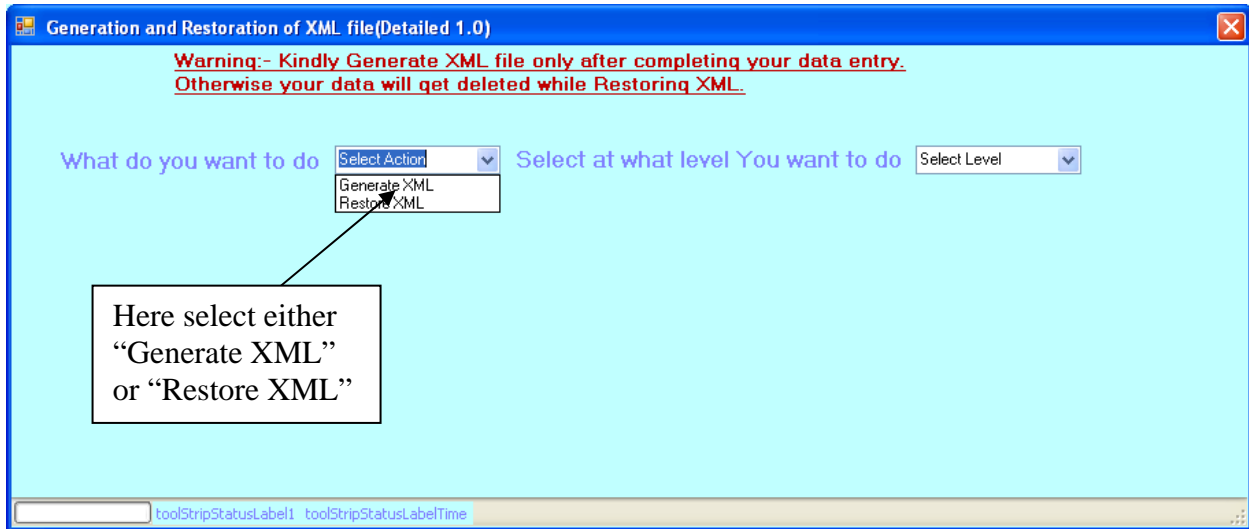 Generation and Restoration of XML file(Detailed 1.0)
Warning:- Kindly Generate XML file only after completing your data entry.
Otherwise your data will get deleted while Restoring XML.
What do you want to do Select Action Select at what level You want to do Select Level
Generate XML
Restore XML
Here select either
“Generate XML”
or “Restore XML”
toolStripStatusLabel1 toolStripStatusLabelTime